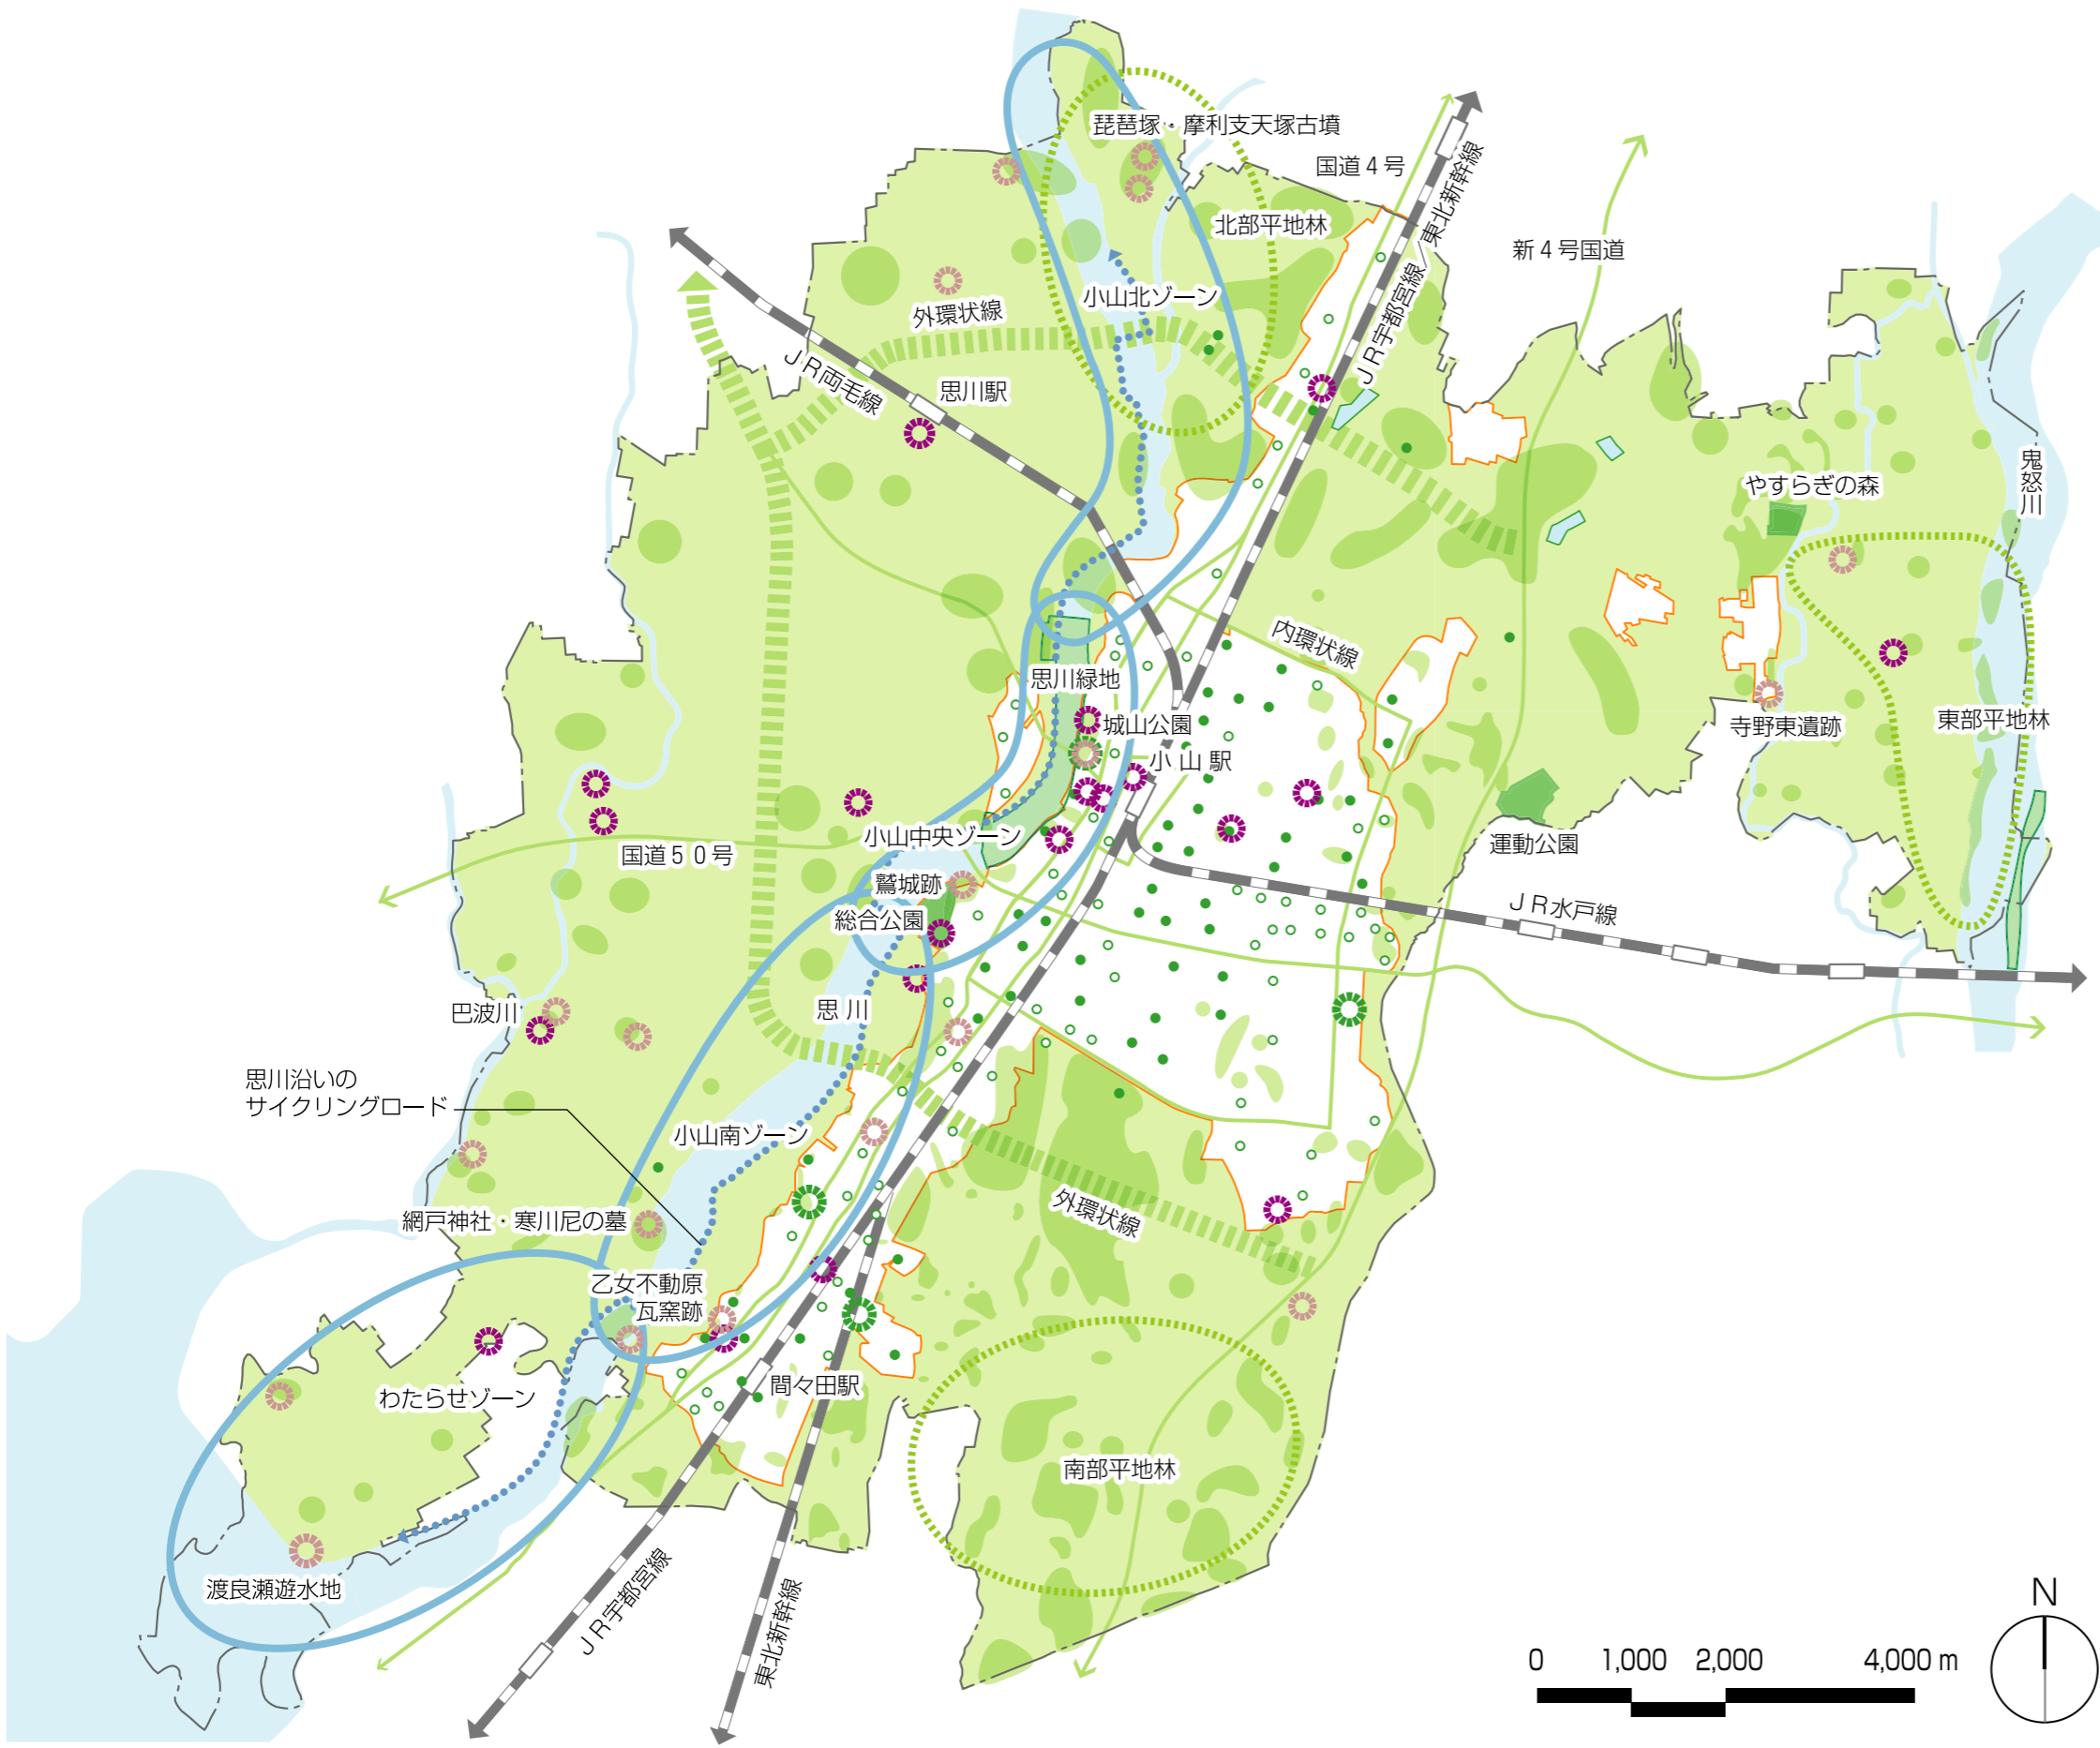 琵琶塚・摩利支天塚古墳
国道4号
東北新幹線
JR宇都宮線
北部平地林
新4号国道
小山北ゾーン
外環状線
JR両毛線
思川駅
鬼怒川
やすらぎの森
内環状線
思川緑地
城山公園
小山駅
寺野東遺跡
東部平地林
小山中央ゾーン
国道50号
鷲城跡
総合公園
運動公園
JR水戸線
巴波川
思川
思川沿いの
サイクリングロード
小山南ゾーン
網戸神社・寒川尼の墓
外環状線
乙女不動原
瓦窯跡
わたらせゾーン
間々田駅
南部平地林
渡良瀬遊水地
JR宇都宮線
東北新幹線
N
0 1,000 2,000 4,000 m